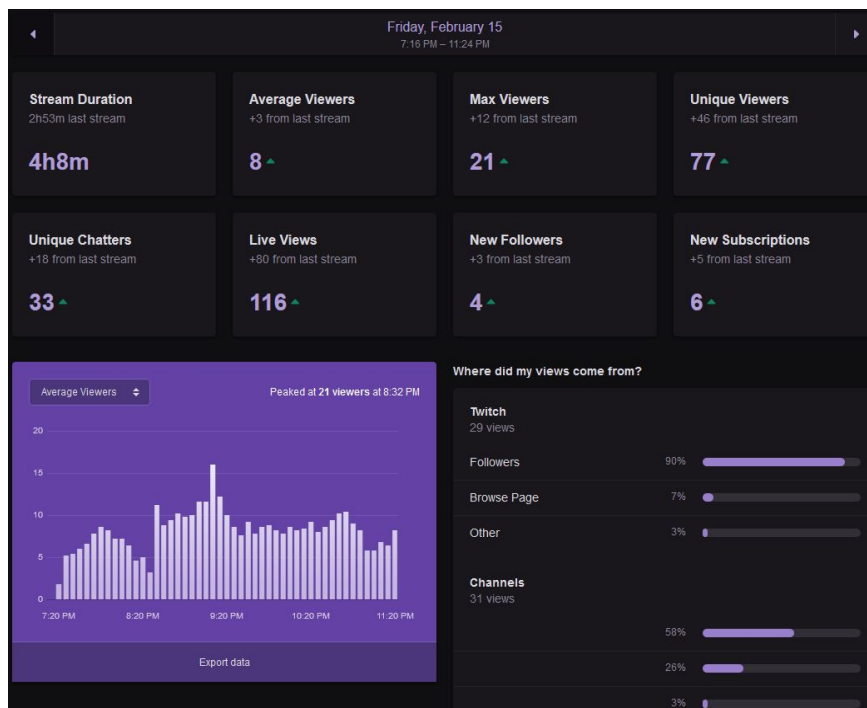 Friday, February 15
7:16 PM – 11:24 PM
Stream Duration
2h53m last stream
4h8m
Average Viewers
+3 from last stream
8
Max Viewers
+12 from last stream
21
Unique Viewers
+46 from last stream
77
Unique Chatters
+18 from last stream
33
Live Views
+80 from last stream
116
New Followers
+3 from last stream
4
New Subscriptions
+5 from last stream
6
Average Viewers
Peaked at 21 viewers at 8:32 PM
20
15
10
5
0
7:20 PM 8:20 PM 9:20 PM 10:20 PM 11:20 PM
Export data
Where did my views come from?
Twitch
29 views
Followers 90%
Browse Page 7%
Other 3%
Channels
31 views
58%
26%
3%